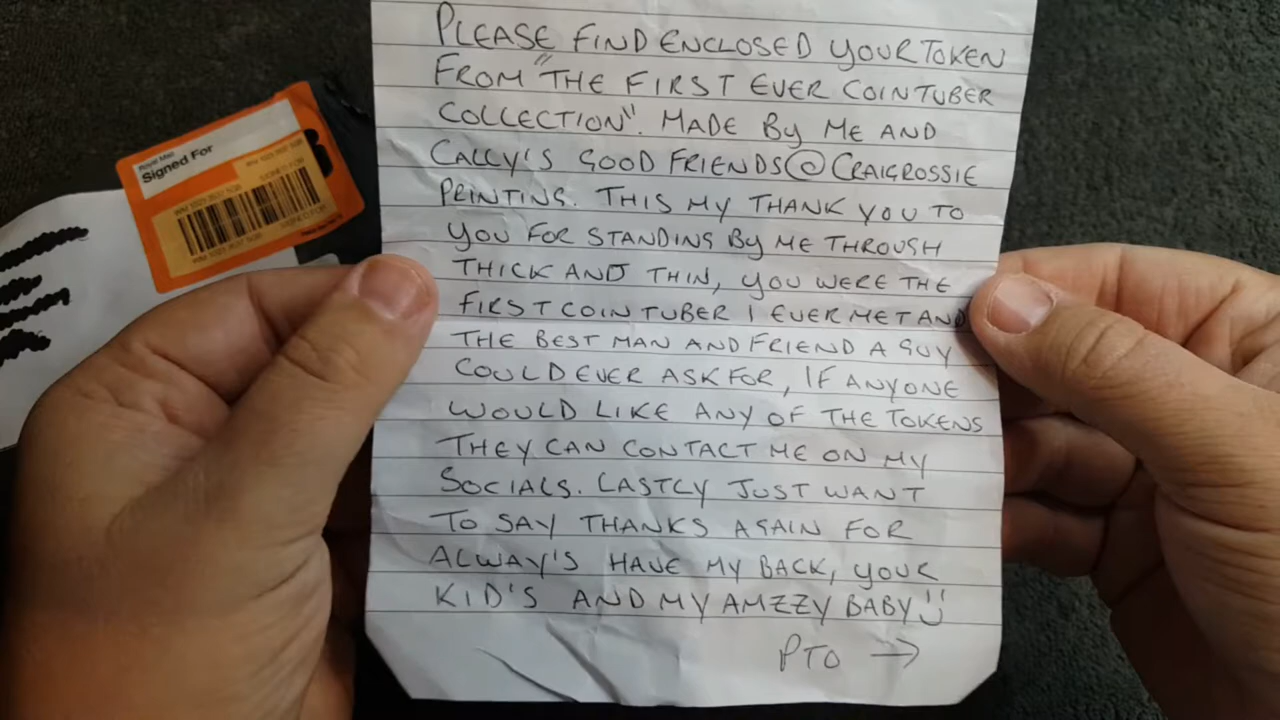 PLEASE FIND ENCLOSED YOUR TOKEN
FROM "THE FIRST EVER COINTUBER
COLLECTION". MADE BY ME AND
CALLY'S GOOD FRIENDS @ CRAIGROSSIE
PRINTING. THIS MY THANK YOU TO
YOU FOR STANDING BY ME THROUGH
THICK AND THIN, YOU WERE THE
FIRST COINTUBER I EVER MET AND
THE BEST MAN AND FRIEND A GUY
COULD EVER ASK FOR, IF ANYONE
WOULD LIKE ANY OF THE TOKENS
THEY CAN CONTACT ME ON MY
SOCIALS. LASTLY JUST WANT
TO SAY THANKS AGAIN FOR
ALWAY'S HAVE MY BACK, YOUR
KID'S AND MY AMZZY BABY
PTO →
Royal Mail
Signed For